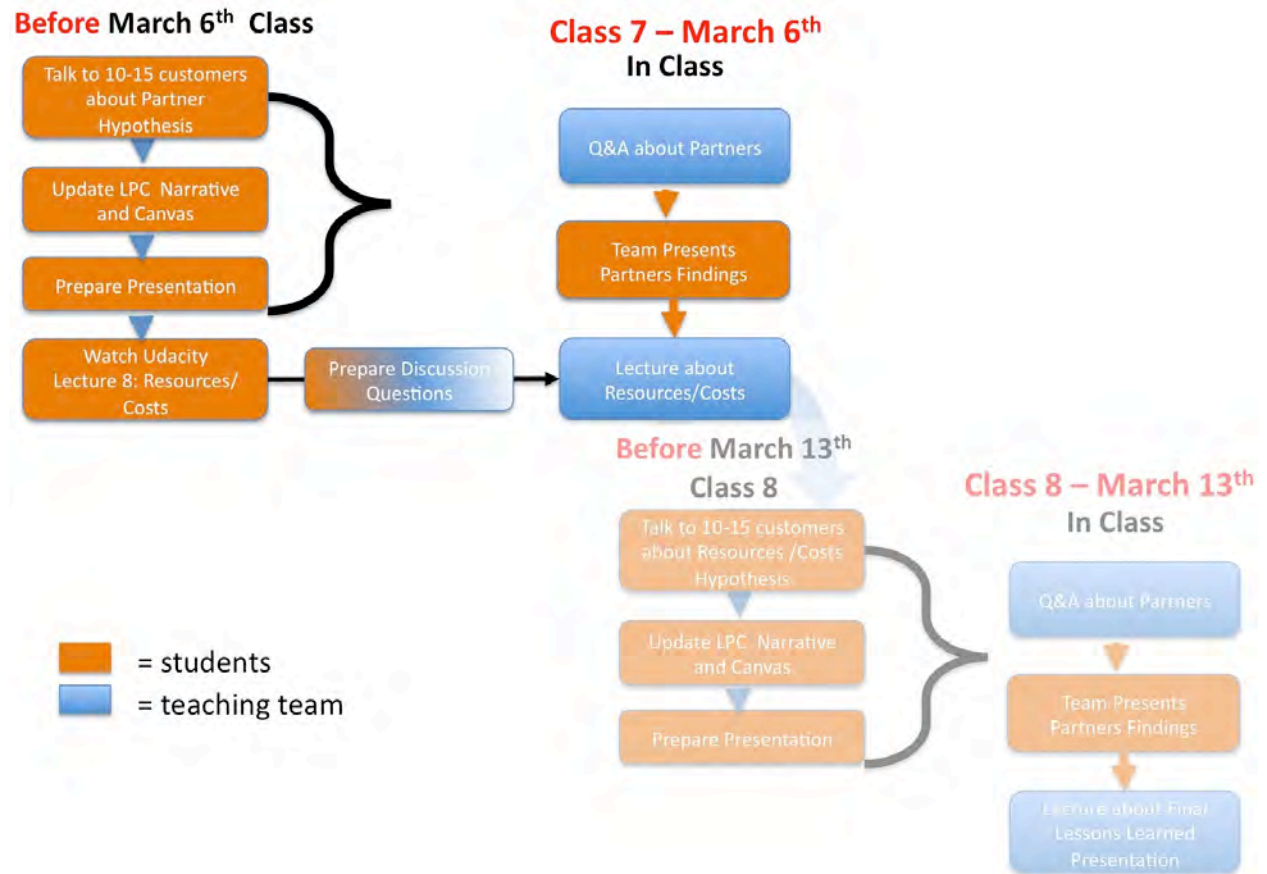 Before March 6th Class
Talk to 10-15 customers
about Partner
Hypothesis
Update LPC Narrative
and Canvas
Prepare Presentation
Watch Udacity
Lecture 8: Resources/
Costs
Prepare Discussion
Questions
Class 7 – March 6th
In Class
Q&A about Partners
Team Presents
Partners Findings
Lecture about
Resources/Costs
Before March 13th
Class 8
Talk to 10-15 customers
about Resources /Costs
Hypothesis
Update LPC Narrative
and Canvas
Prepare Presentation
Class 8 – March 13th
In Class
Q&A about Partners
Team Presents
Partners Findings
Lecture about Final
Lessons Learned
Presentation
= students
= teaching team